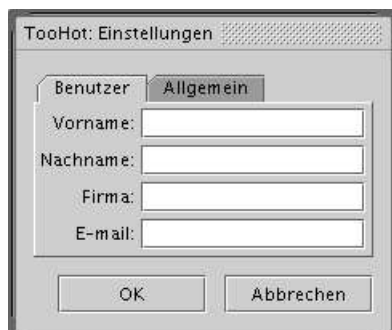 TooHot: Einstellungen
Benutzer Allgemein
Vorname:
Nachname:
Firma:
E-mail:
OK Abbrechen